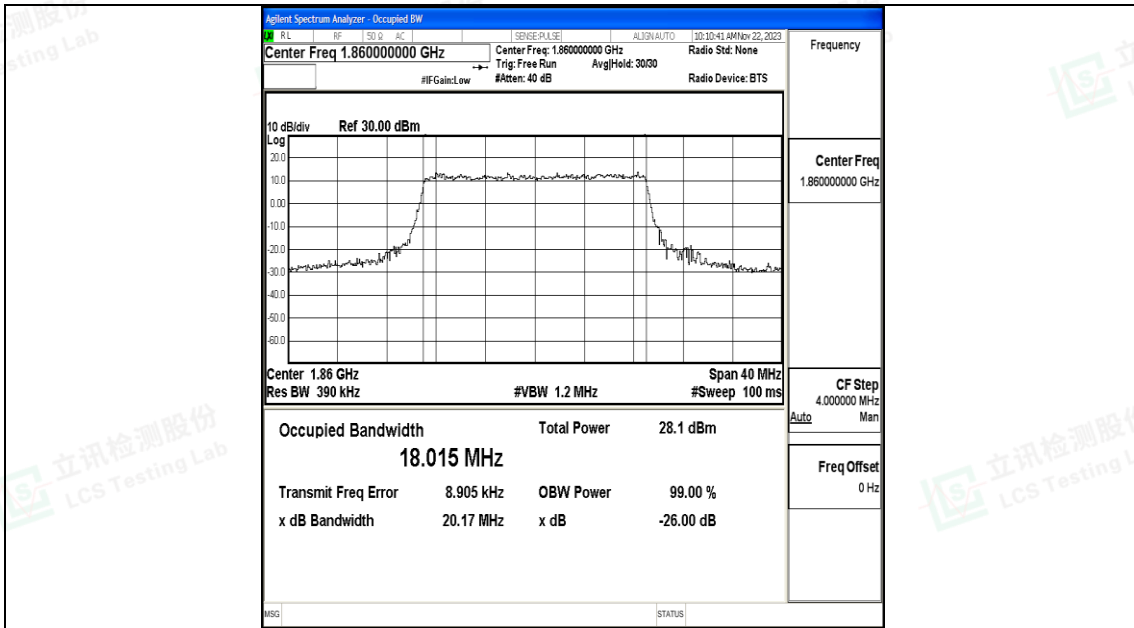 Agilent Spectrum Analyzer - Occupied BW
RL RF 50 Ω AC SENSE:PULSE ALIGN AUTO 10:10:41 AM Nov 22, 2023
Center Freq 1.860000000 GHz
Center Freq: 1.860000000 GHz Radio Std: None
Trig: Free Run Avg|Hold: 30/30
#IFGain:Low #Atten: 40 dB Radio Device: BTS
10 dB/div Ref 30.00 dBm
Log
20.0
10.0
0.00
-10.0
-20.0
-30.0
-40.0
-50.0
-60.0
Center 1.86 GHz Span 40 MHz
Res BW 390 kHz #VBW 1.2 MHz #Sweep 100 ms
Occupied Bandwidth Total Power 28.1 dBm
18.015 MHz
Transmit Freq Error 8.905 kHz OBW Power 99.00 %
x dB Bandwidth 20.17 MHz x dB -26.00 dB
MSG STATUS
Frequency
Center Freq
1.860000000 GHz
CF Step
4.000000 MHz
Auto Man
Freq Offset
0 Hz
立讯检测股份
LCS Testing Lab
立讯检测股份
LCS Testing L
测股份
sting Lab